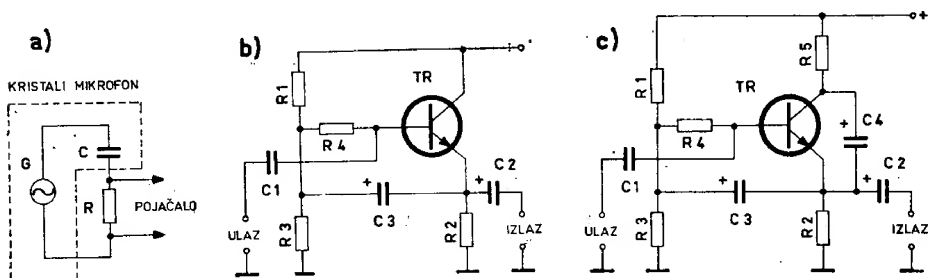 a)
KRISTALI MIKROFON
G
C
R
POJAČALO
b)
R1
TR
R4
C1
C3
+
C2
+
R3
R2
ULAZ
IZLAZ
c)
+
R5
R1
TR
R4
C4
+
C1
C3
+
C2
+
R3
R2
ULAZ
IZLAZ